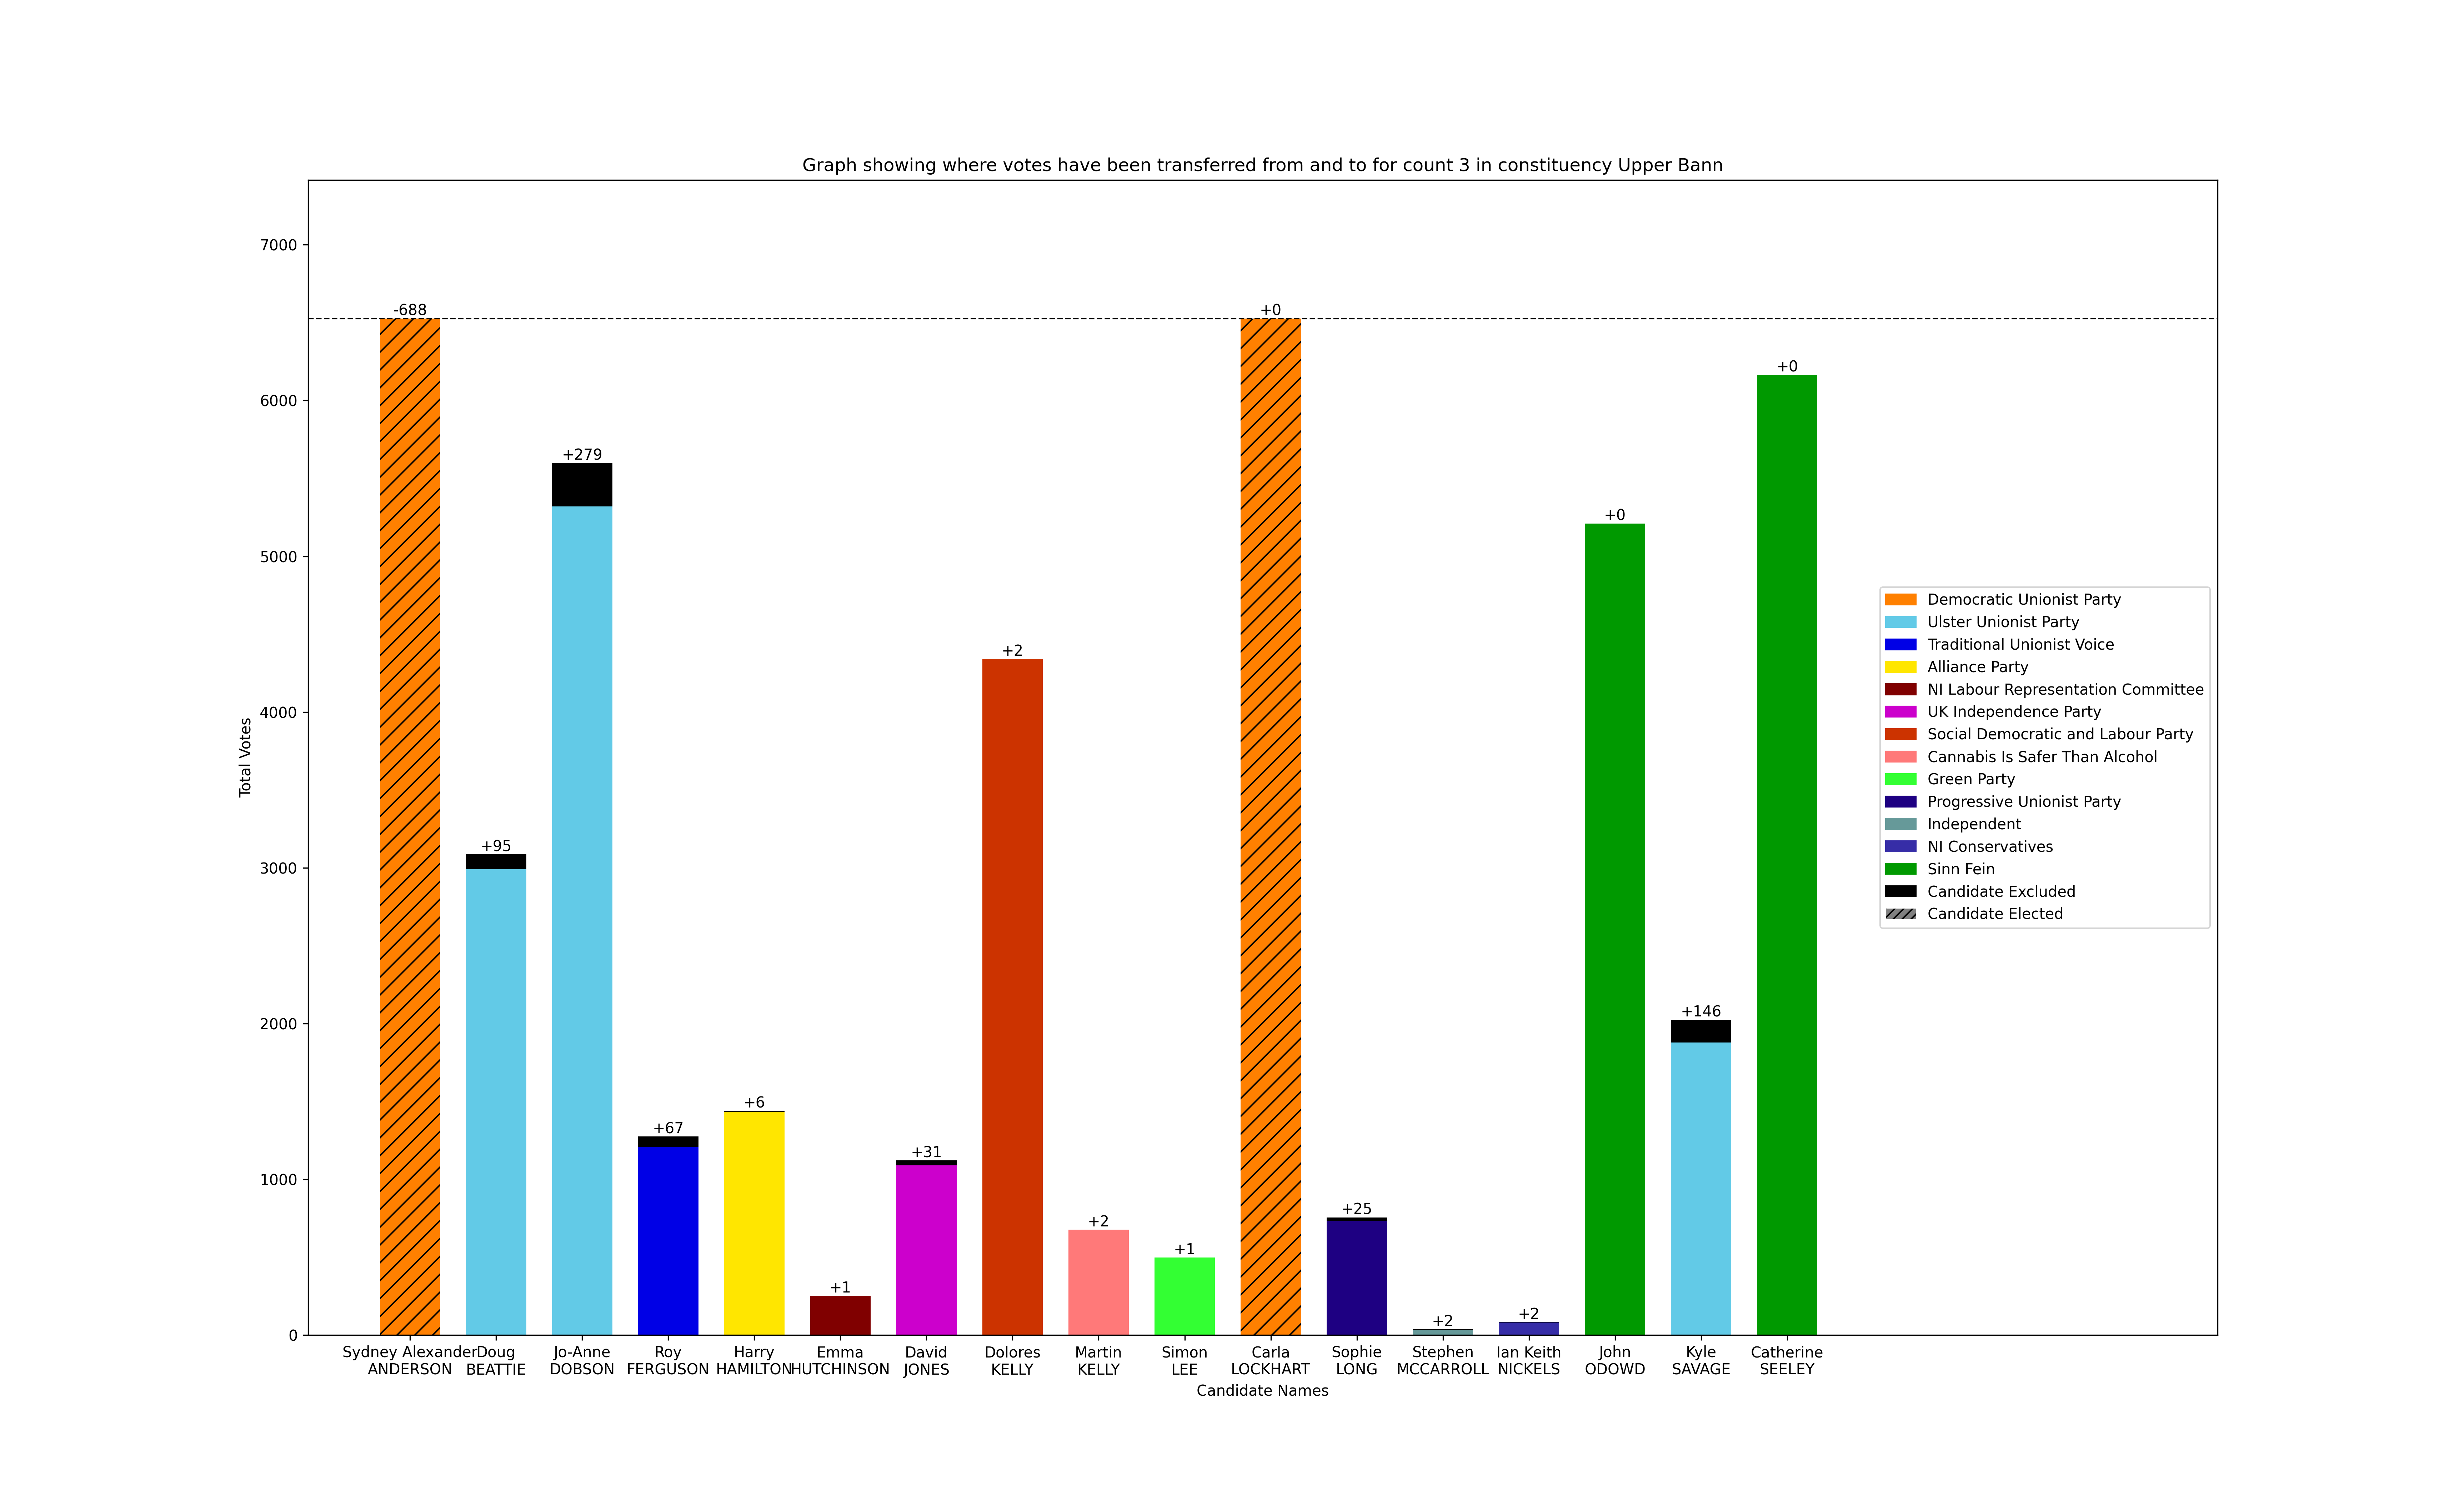 Graph showing where votes have been transferred from and to for count 3 in constituency Upper Bann
7000
6000
5000
4000
3000
2000
1000
0
Total Votes
-688
+95
+279
+67
+6
+1
+31
+2
+2
+1
+0
+25
+2
+2
+0
+146
+0
Democratic Unionist Party
Ulster Unionist Party
Traditional Unionist Voice
Alliance Party
NI Labour Representation Committee
UK Independence Party
Social Democratic and Labour Party
Cannabis Is Safer Than Alcohol
Green Party
Progressive Unionist Party
Independent
NI Conservatives
Sinn Fein
Candidate Excluded
Candidate Elected
Sydney Alexander
ANDERSON
Doug
BEATTIE
Jo-Anne
DOBSON
Roy
FERGUSON
Harry
HAMILTON
Emma
HUTCHINSON
David
JONES
Dolores
KELLY
Martin
KELLY
Simon
LEE
Carla
LOCKHART
Sophie
LONG
Stephen
MCCARROLL
Ian Keith
NICKELS
John
ODOWD
Kyle
SAVAGE
Catherine
SEELEY
Candidate Names